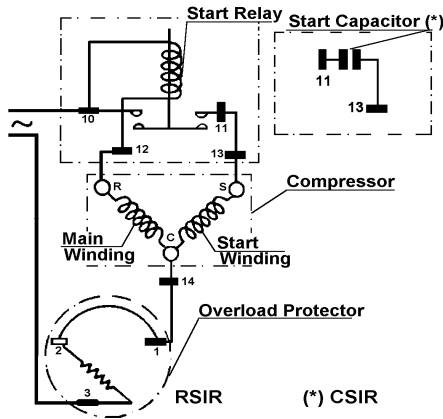 Start Relay
Start Capacitor (*)
11
13
10
11
12
13
R
S
Compressor
Main
Winding
C
Start
Winding
14
Overload Protector
2
1
3
RSIR
(*) CSIR